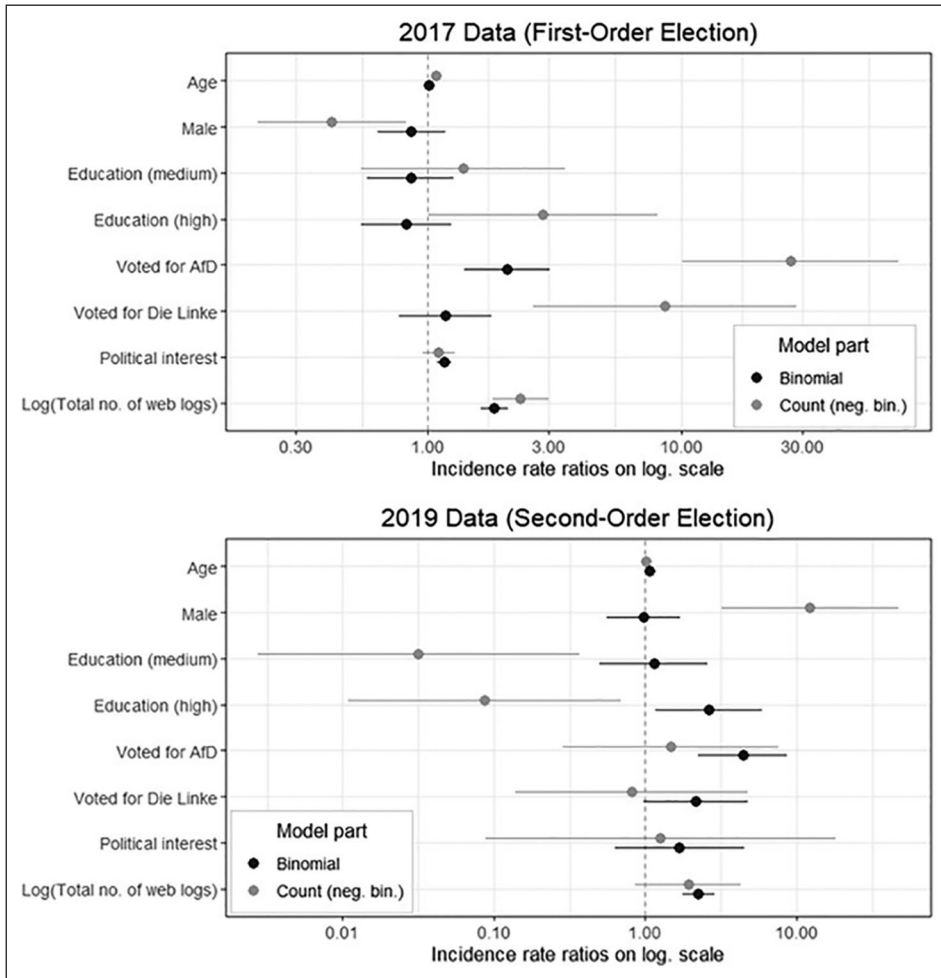 2017 Data (First-Order Election)
Age
Male
Education (medium)
Education (high)
Voted for AfD
Voted for Die Linke
Political interest
Log(Total no. of web logs)
Model part
Binomial
Count (neg. bin.)
0.30 1.00 3.00 10.00 30.00
Incidence rate ratios on log. scale
2019 Data (Second-Order Election)
Age
Male
Education (medium)
Education (high)
Voted for AfD
Voted for Die Linke
Political interest
Log(Total no. of web logs)
Model part
Binomial
Count (neg. bin.)
0.01 0.10 1.00 10.00
Incidence rate ratios on log. scale